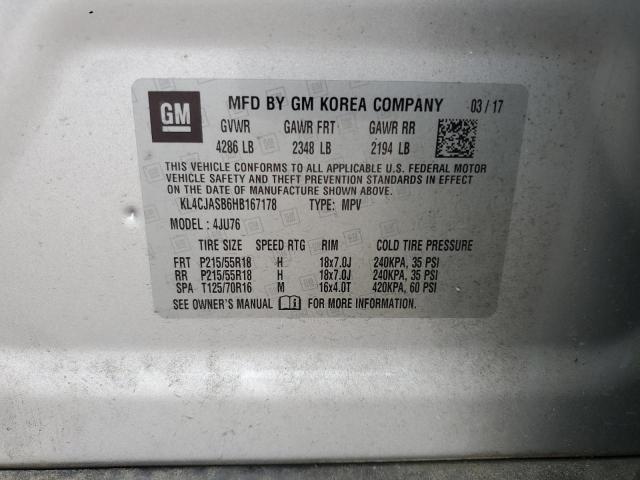 GM MFD BY GM KOREA COMPANY 03 / 17
GVWR GAWR FRT GAWR RR
4286 LB 2348 LB 2194 LB
THIS VEHICLE CONFORMS TO ALL APPLICABLE U.S. FEDERAL MOTOR
VEHICLE SAFETY AND THEFT PREVENTION STANDARDS IN EFFECT
ON THE DATE OF MANUFACTURE SHOWN ABOVE.
KL4CJASB6HB167178 TYPE: MPV
MODEL : 4JU76
TIRE SIZE SPEED RTG RIM COLD TIRE PRESSURE
FRT P215/55R18 H 18x7.0J 240KPA, 35 PSI
RR P215/55R18 H 18x7.0J 240KPA, 35 PSI
SPA T125/70R16 M 16x4.0T 420KPA, 60 PSI
SEE OWNER'S MANUAL FOR MORE INFORMATION.